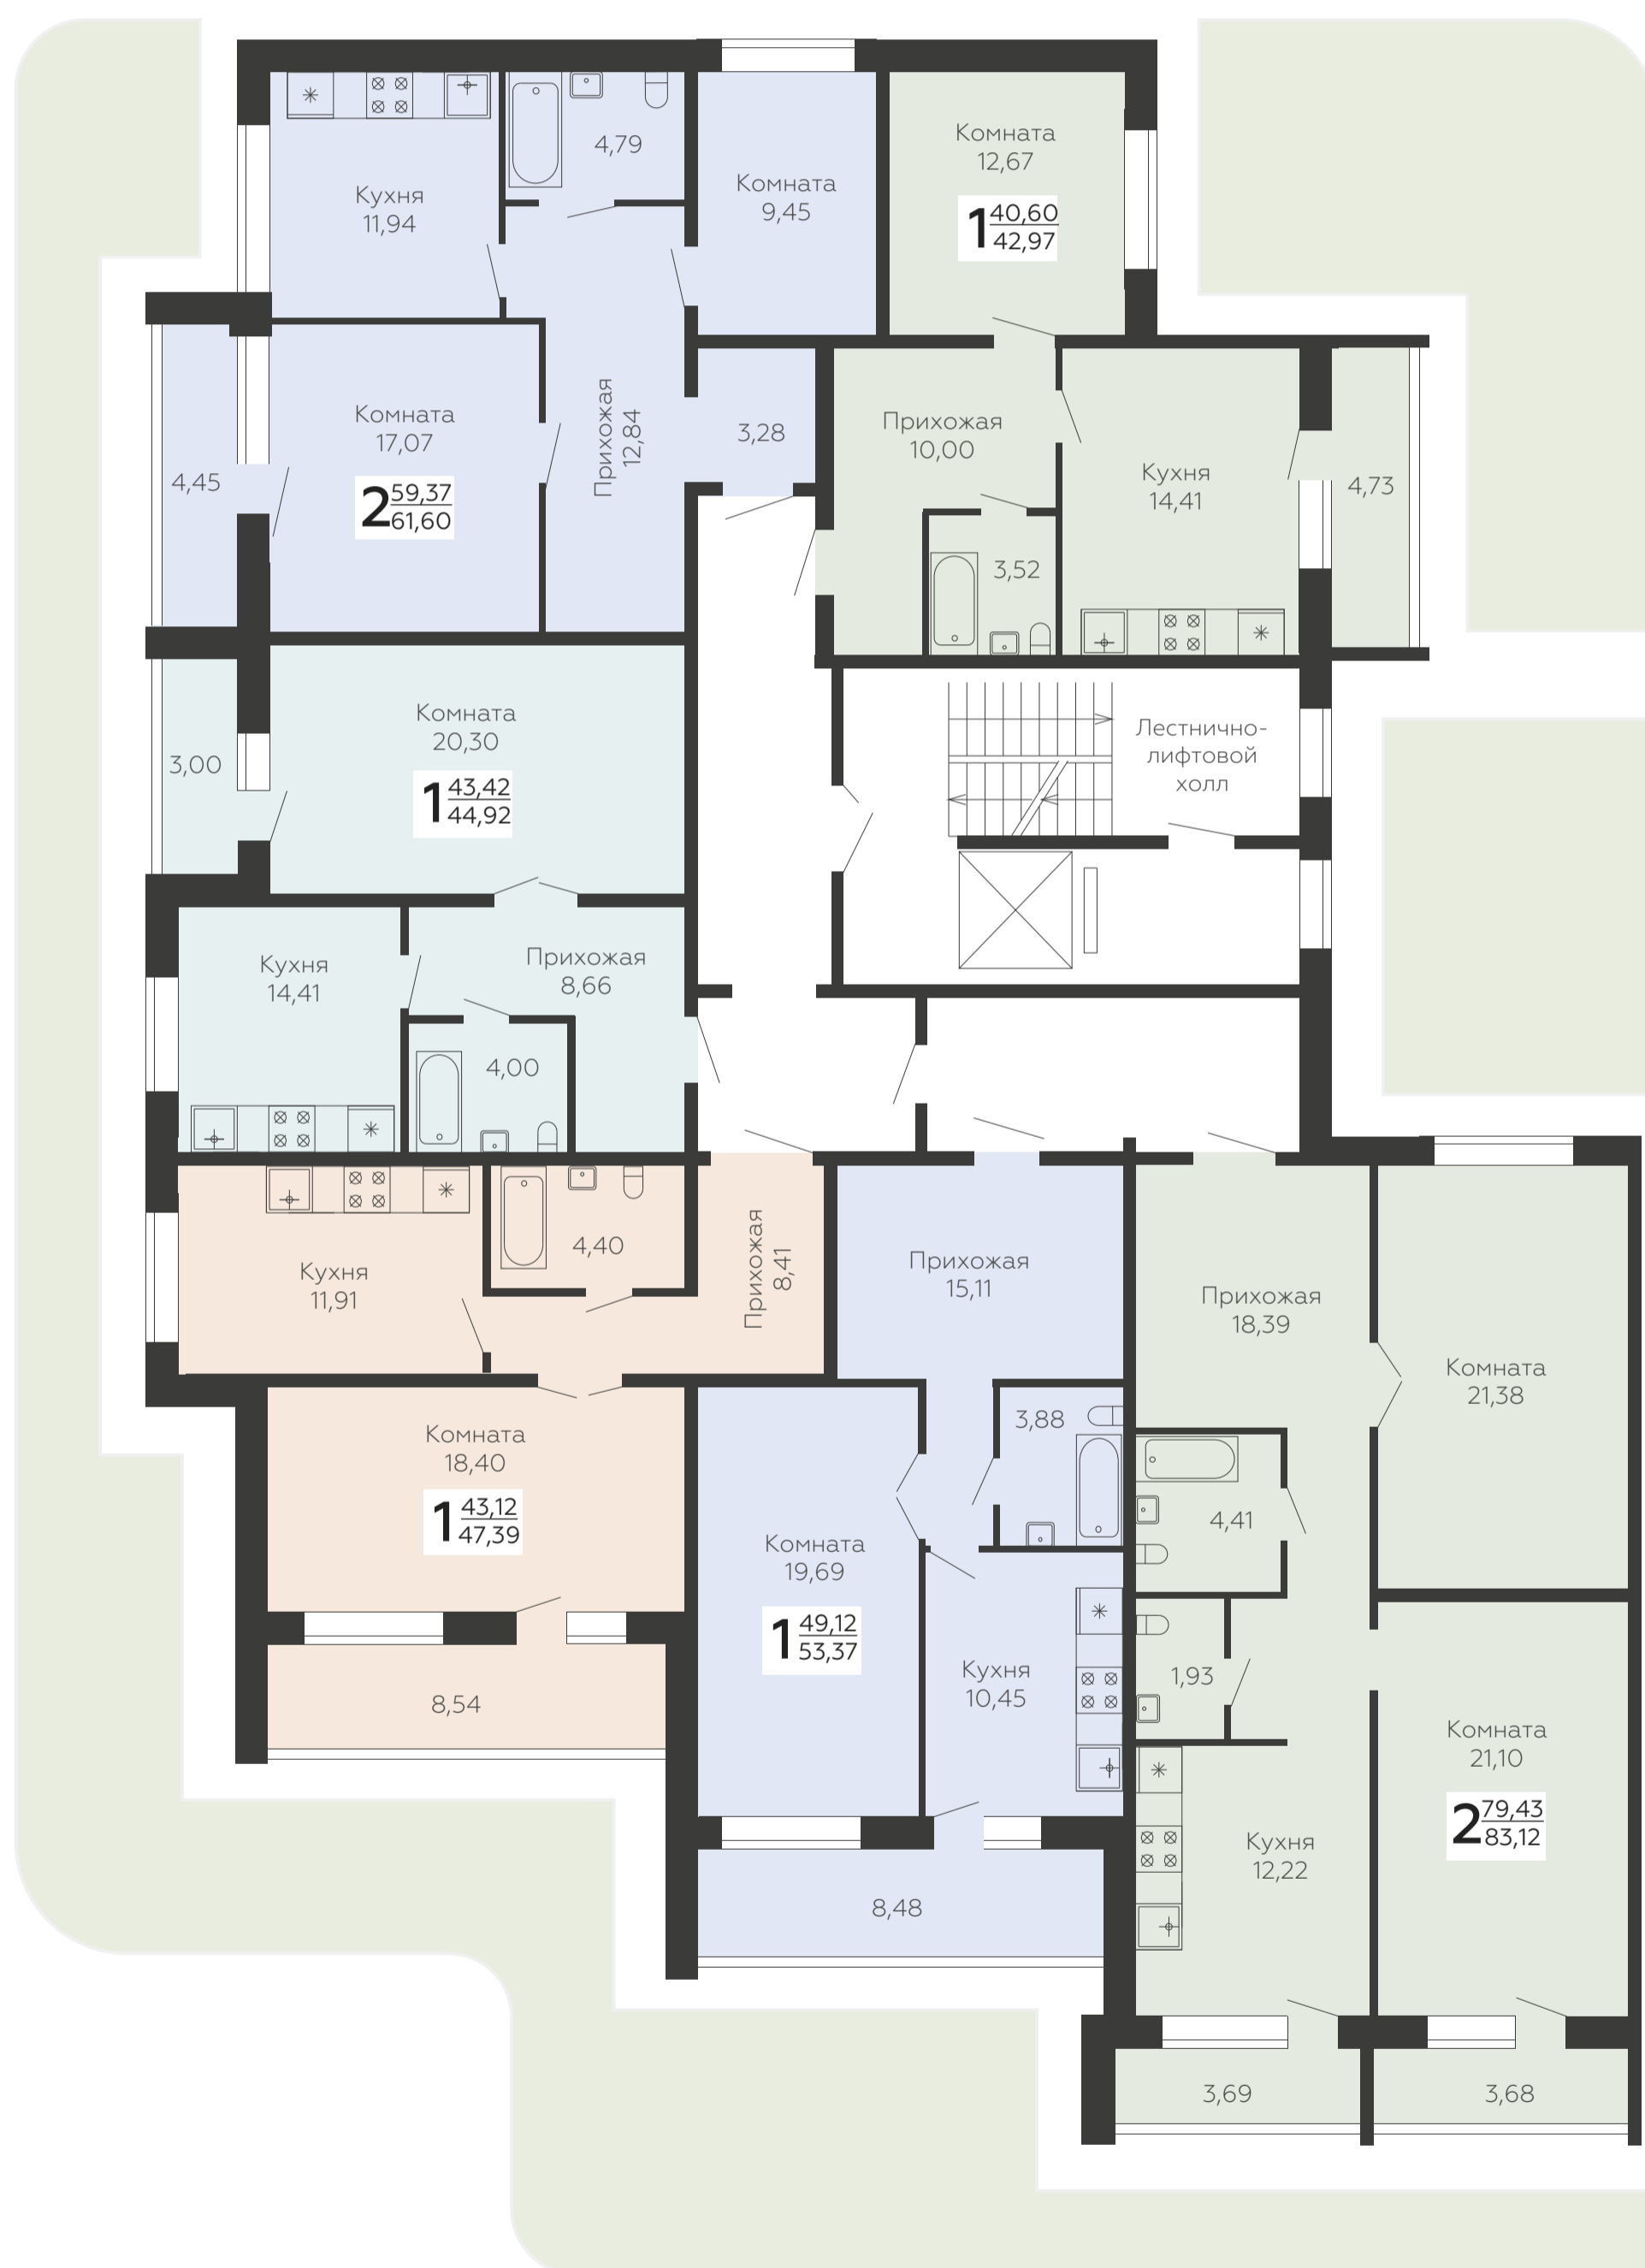 Кухня
11,94
4,79
Комната
9,45
Комната
12,67
1 40,60
42,97
Комната
17,07
2 59,37
61,60
4,45
Прихожая
12,84
3,28
Прихожая
10,00
3,52
Кухня
14,41
4,73
Комната
20,30
1 43,42
44,92
3,00
Лестнично-
лифтовой
холл
Кухня
14,41
Прихожая
8,66
4,00
Кухня
11,91
4,40
Прихожая
8,41
Прихожая
15,11
Прихожая
18,39
Комната
21,38
Комната
18,40
1 43,12
47,39
8,54
Комната
19,69
1 49,12
53,37
3,88
Кухня
10,45
8,48
4,41
1,93
Кухня
12,22
Комната
21,10
2 79,43
83,12
3,69
3,68